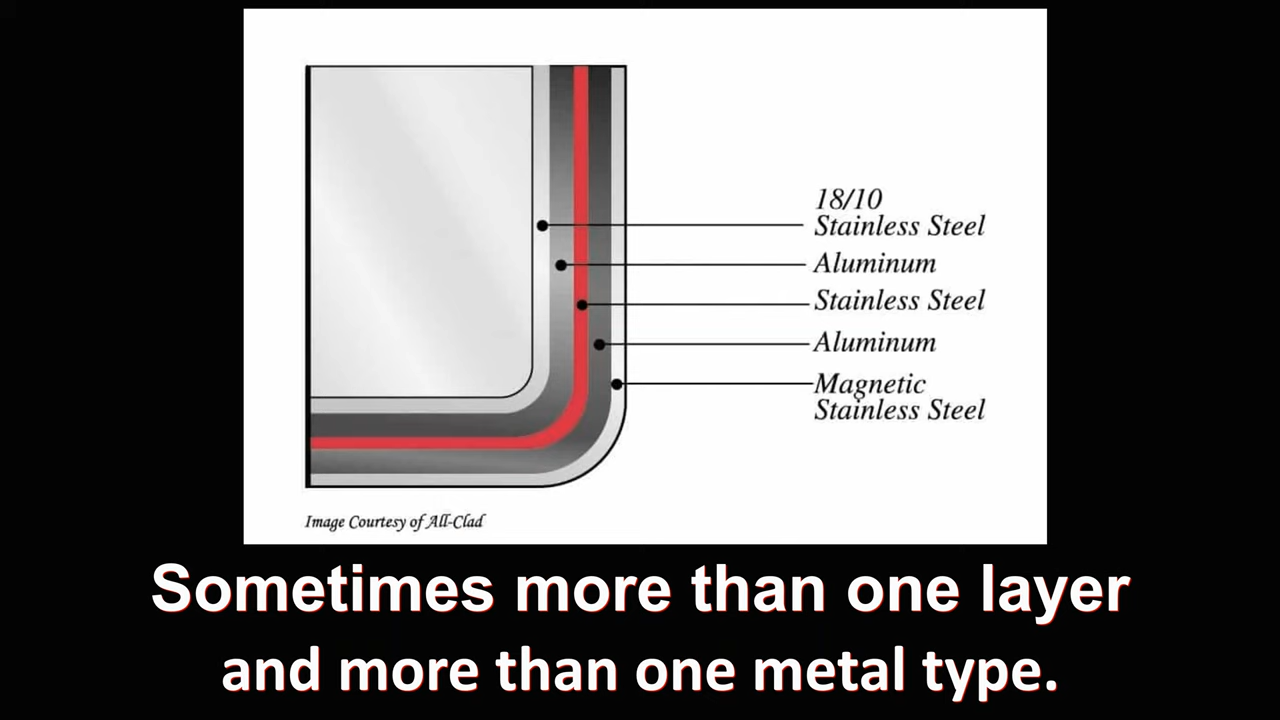 18/10
Stainless Steel
Aluminum
Stainless Steel
Aluminum
Magnetic
Stainless Steel
Image Courtesy of All-Clad
Sometimes more than one layer
and more than one metal type.